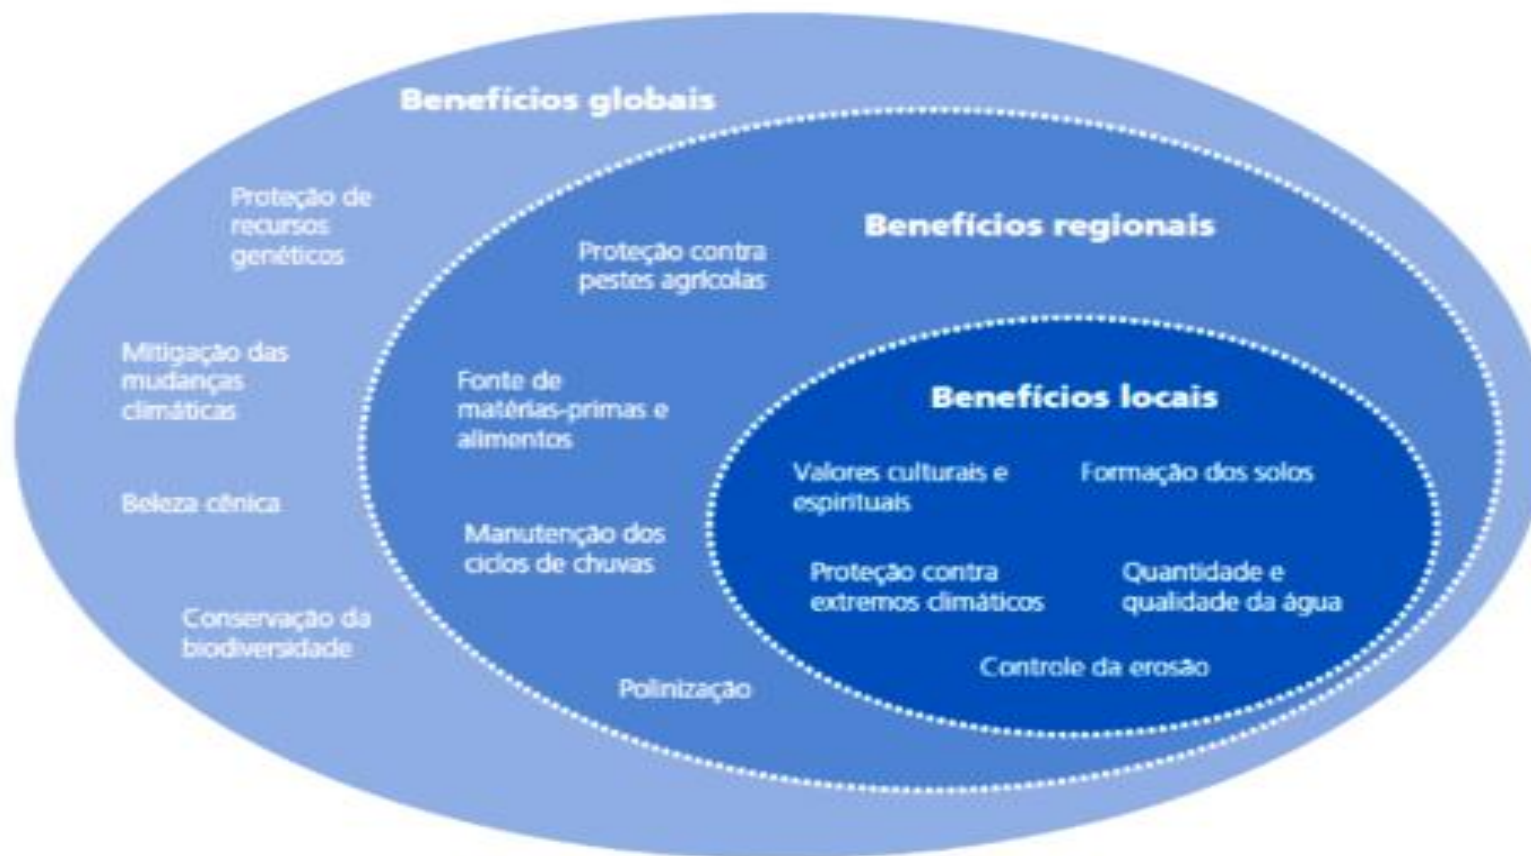 Benefícios globais
Proteção de
recursos
genéticos
Mitigação das
mudanças
climáticas
Beleza cênica
Conservação da
biodiversidade
Benefícios regionais
Proteção contra
pestes agrícolas
Fonte de
matérias-primas e
alimentos
Manutenção dos
ciclos de chuvas
Polinização
Benefícios locais
Valores culturais e
espirituais
Formação dos solos
Proteção contra
extremos climáticos
Quantidade e
qualidade da água
Controle da erosão